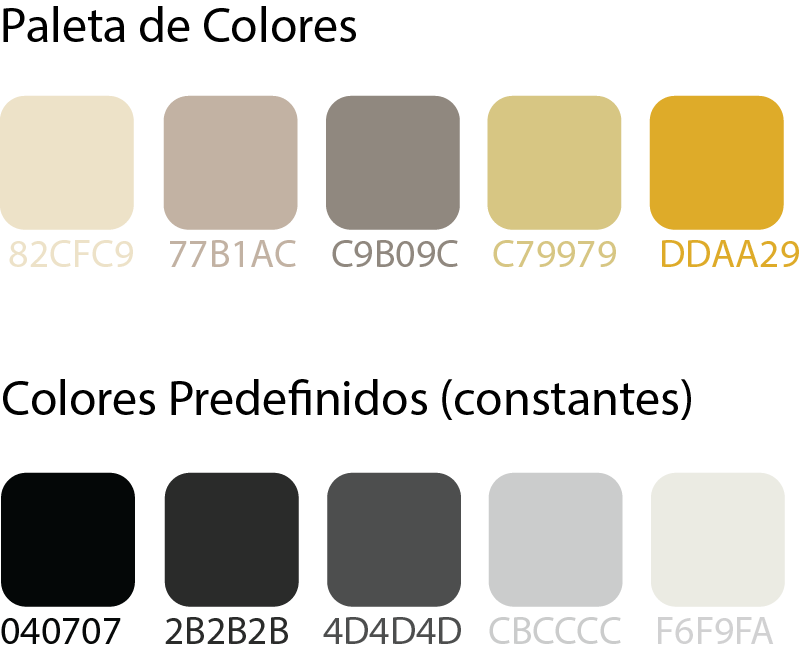 Paleta de Colores
82CFC9 77B1AC C9B09C C79979 DDAA29
Colores Predefinidos (constantes)
040707 2B2B2B 4D4D4D CBCCCC F6F9FA